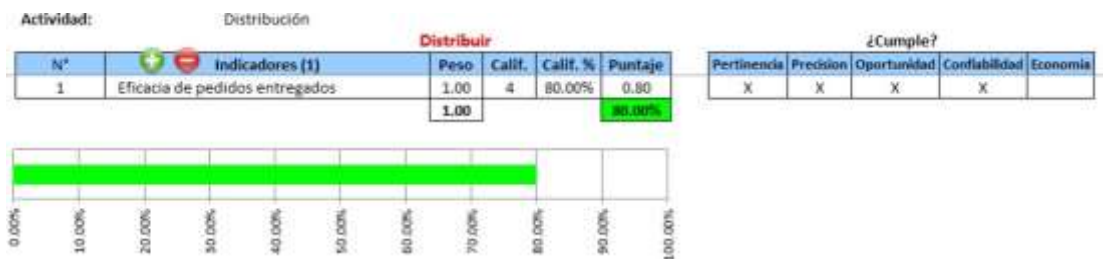 Actividad: Distribución
Distribuir ¿Cumple?
N° Indicadores (1) Peso Calif. Calif. % Puntaje Pertinencia Precision Oportunidad Confiabilidad Economia
1 Eficacia de pedidos entregados 1.00 4 80.00% 0.80 X X X X
1.00 80.00%
0.00% 10.00% 20.00% 30.00% 40.00% 50.00% 60.00% 70.00% 80.00% 90.00% 100.00%